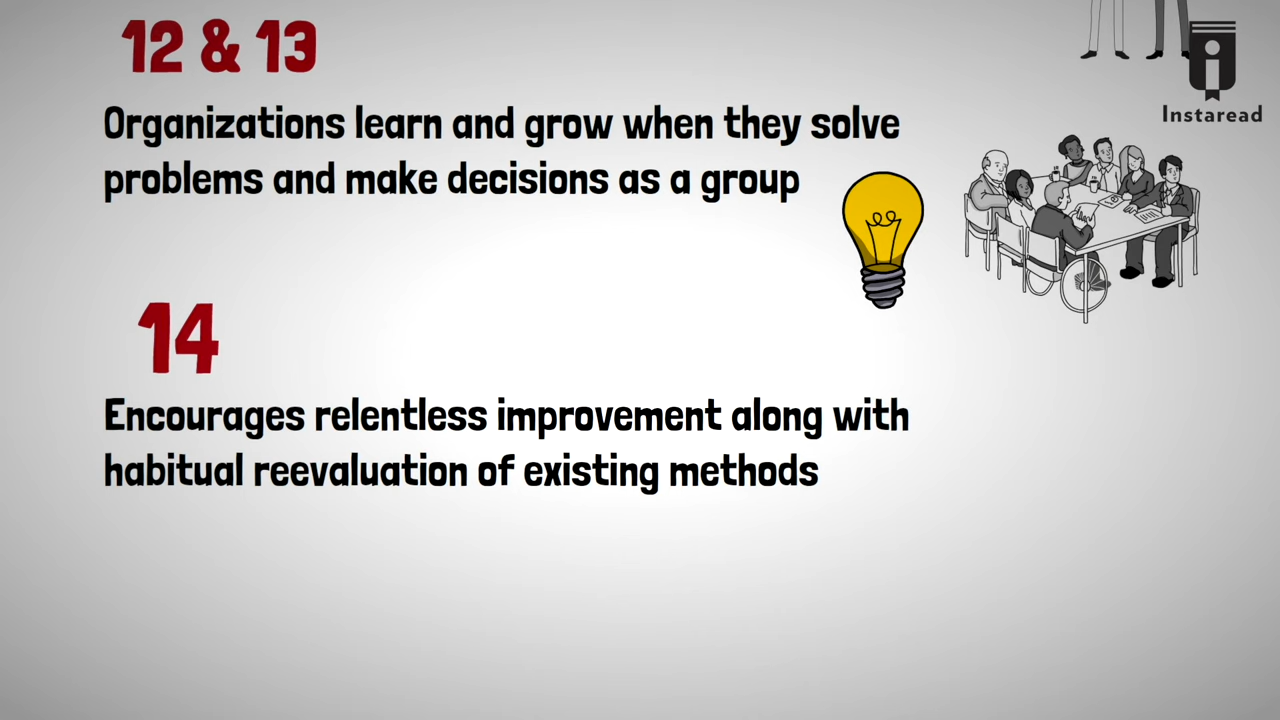 12 & 13
Instaread
Organizations learn and grow when they solve
problems and make decisions as a group
14
Encourages relentless improvement along with
habitual reevaluation of existing methods